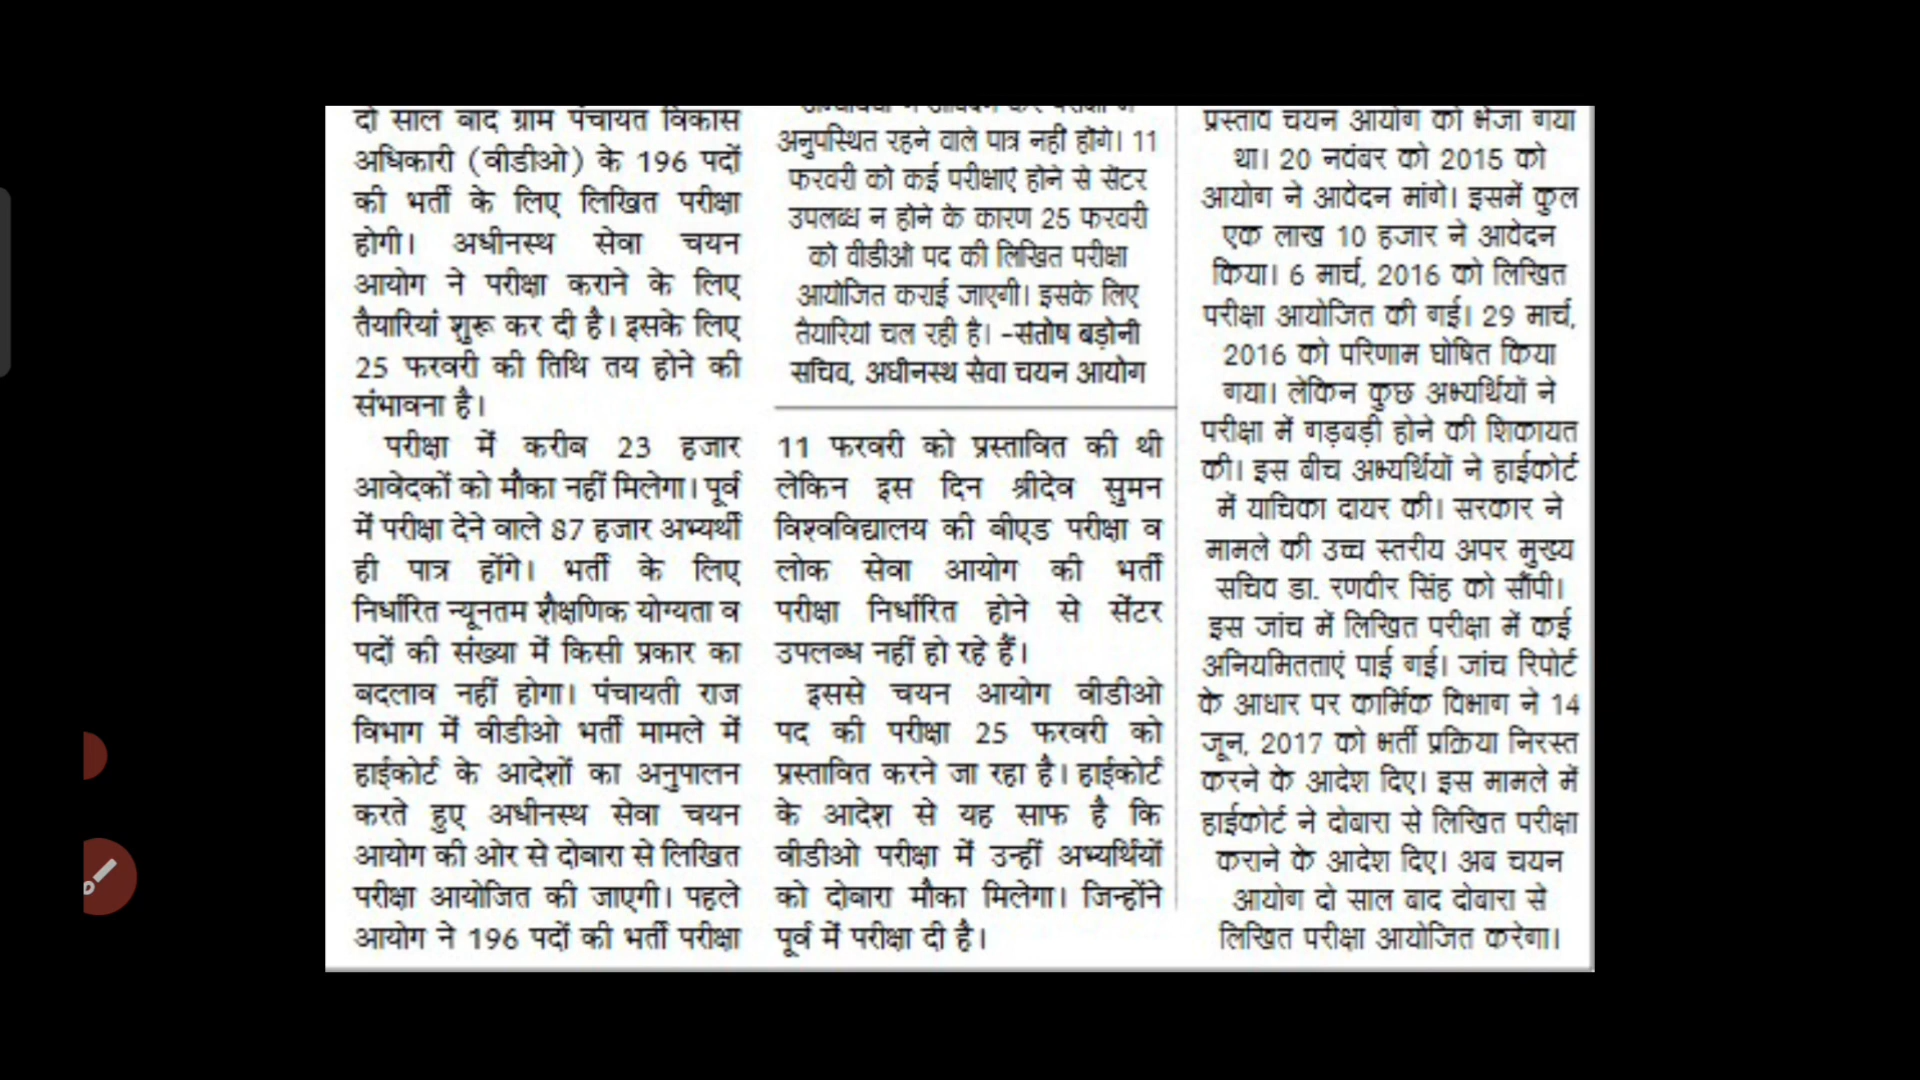 दो साल बाद ग्राम पंचायत विकास
अधिकारी (वीडीओ) के 196 पदों
की भर्ती के लिए लिखित परीक्षा
होगी। अधीनस्थ सेवा चयन
आयोग ने परीक्षा कराने के लिए
तैयारियां शुरू कर दी है। इसके लिए
25 फरवरी की तिथि तय होने की
संभावना है।
परीक्षा में करीब 23 हजार
आवेदकों को मौका नहीं मिलेगा। पूर्व
में परीक्षा देने वाले 87 हजार अभ्यर्थी
ही पात्र होंगे। भर्ती के लिए
निर्धारित न्यूनतम शैक्षणिक योग्यता व
पदों की संख्या में किसी प्रकार का
बदलाव नहीं होगा। पंचायती राज
विभाग में वीडीओ भर्ती मामले में
हाईकोर्ट के आदेशों का अनुपालन
करते हुए अधीनस्थ सेवा चयन
आयोग की ओर से दोबारा से लिखित
परीक्षा आयोजित की जाएगी। पहले
आयोग ने 196 पदों की भर्ती परीक्षा
अनुपस्थित रहने वाले पात्र नहीं होंगे। 11
फरवरी को कई परीक्षाएं होने से सेंटर
उपलब्ध न होने के कारण 25 फरवरी
को वीडीओ पद की लिखित परीक्षा
आयोजित कराई जाएगी। इसके लिए
तैयारियां चल रही है। -संतोष बड़ोनी
सचिव, अधीनस्थ सेवा चयन आयोग
11 फरवरी को प्रस्तावित की थी
लेकिन इस दिन श्रीदेव सुमन
विश्वविद्यालय की बीएड परीक्षा व
लोक सेवा आयोग की भर्ती
परीक्षा निर्धारित होने से सेंटर
उपलब्ध नहीं हो रहे हैं।
इससे चयन आयोग वीडीओ
पद की परीक्षा 25 फरवरी को
प्रस्तावित करने जा रहा है। हाईकोर्ट
के आदेश से यह साफ है कि
वीडीओ परीक्षा में उन्हीं अभ्यर्थियों
को दोबारा मौका मिलेगा। जिन्होंने
पूर्व में परीक्षा दी है।
प्रस्ताव चयन आयोग को भेजा गया
था। 20 नवंबर को 2015 को
आयोग ने आवेदन मांगे। इसमें कुल
एक लाख 10 हजार ने आवेदन
किया। 6 मार्च, 2016 को लिखित
परीक्षा आयोजित की गई। 29 मार्च,
2016 को परिणाम घोषित किया
गया। लेकिन कुछ अभ्यर्थियों ने
परीक्षा में गड़बड़ी होने की शिकायत
की। इस बीच अभ्यर्थियों ने हाईकोर्ट
में याचिका दायर की। सरकार ने
मामले की उच्च स्तरीय अपर मुख्य
सचिव डा. रणवीर सिंह को सौंपी।
इस जांच में लिखित परीक्षा में कई
अनियमितताएं पाई गई। जांच रिपोर्ट
के आधार पर कार्मिक विभाग ने 14
जून, 2017 को भर्ती प्रक्रिया निरस्त
करने के आदेश दिए। इस मामले में
हाईकोर्ट ने दोबारा से लिखित परीक्षा
कराने के आदेश दिए। अब चयन
आयोग दो साल बाद दोबारा से
लिखित परीक्षा आयोजित करेगा।